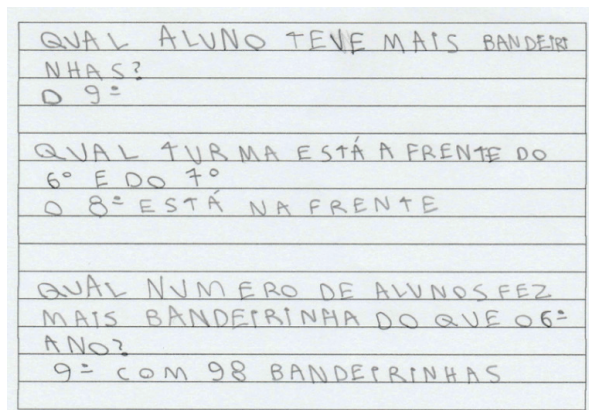 QUAL ALUNO TEVE MAIS BANDEIRI
NHAS?
O 9º
QUAL TURMA ESTÁ A FRENTE DO
6º E DO 7º
O 8º ESTÁ NA FRENTE
QUAL NUMERO DE ALUNOS FEZ
MAIS BANDEIRINHA DO QUE O 6º
ANO?
9º COM 98 BANDEIRINHAS